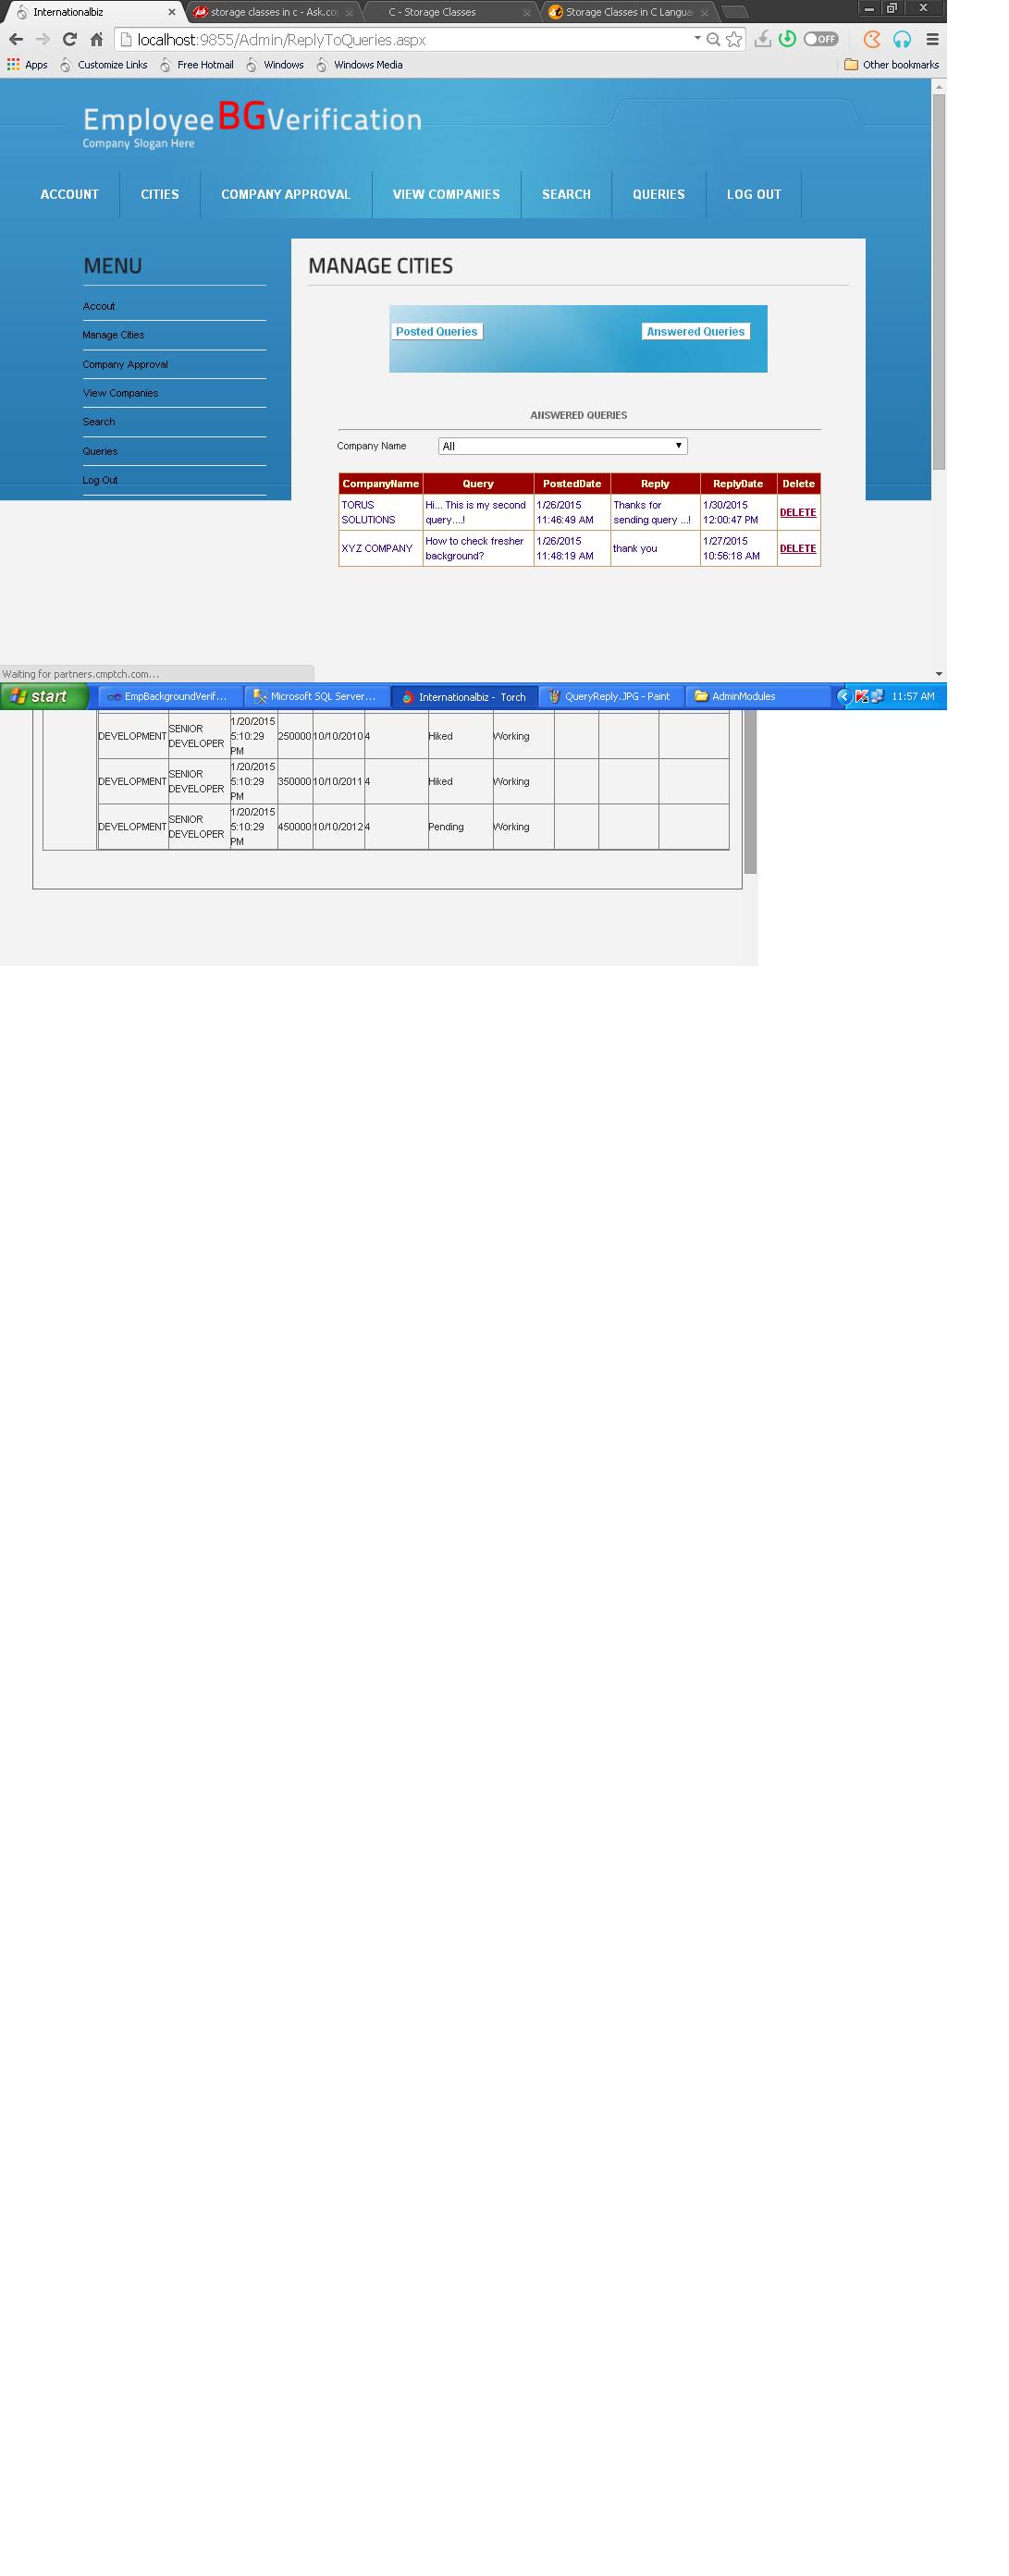 Internationalbiz
storage classes in c - Ask.co
C - Storage Classes
Storage Classes in C Langua
localhost:9855/Admin/ReplyToQueries.aspx
OFF
Apps Customize Links Free Hotmail Windows Windows Media Other bookmarks
EmployeeBGVerification
Company Slogan Here
ACCOUNT CITIES COMPANY APPROVAL VIEW COMPANIES SEARCH QUERIES LOG OUT
MENU
Accout
Manage Cities
Company Approval
View Companies
Search
Queries
Log Out
MANAGE CITIES
Posted Queries Answered Queries
ANSWERED QUERIES
Company Name All
CompanyName Query PostedDate Reply ReplyDate Delete
TORUS SOLUTIONS Hi... This is my second query....! 1/26/2015 11:46:49 AM Thanks for sending query ...! 1/30/2015 12:00:47 PM DELETE
XYZ COMPANY How to check fresher background? 1/26/2015 11:48:19 AM thank you 1/27/2015 10:56:18 AM DELETE
Waiting for partners.cmptch.com...
start EmpBackgroundVerif... Microsoft SQL Server... Internationalbiz - Torch QueryReply.JPG - Paint AdminModules 11:57 AM
DEVELOPMENT SENIOR DEVELOPER 1/20/2015 5:10:29 PM 250000 10/10/2010 4 Hiked Working
DEVELOPMENT SENIOR DEVELOPER 1/20/2015 5:10:29 PM 350000 10/10/2011 4 Hiked Working
DEVELOPMENT SENIOR DEVELOPER 1/20/2015 5:10:29 PM 450000 10/10/2012 4 Pending Working